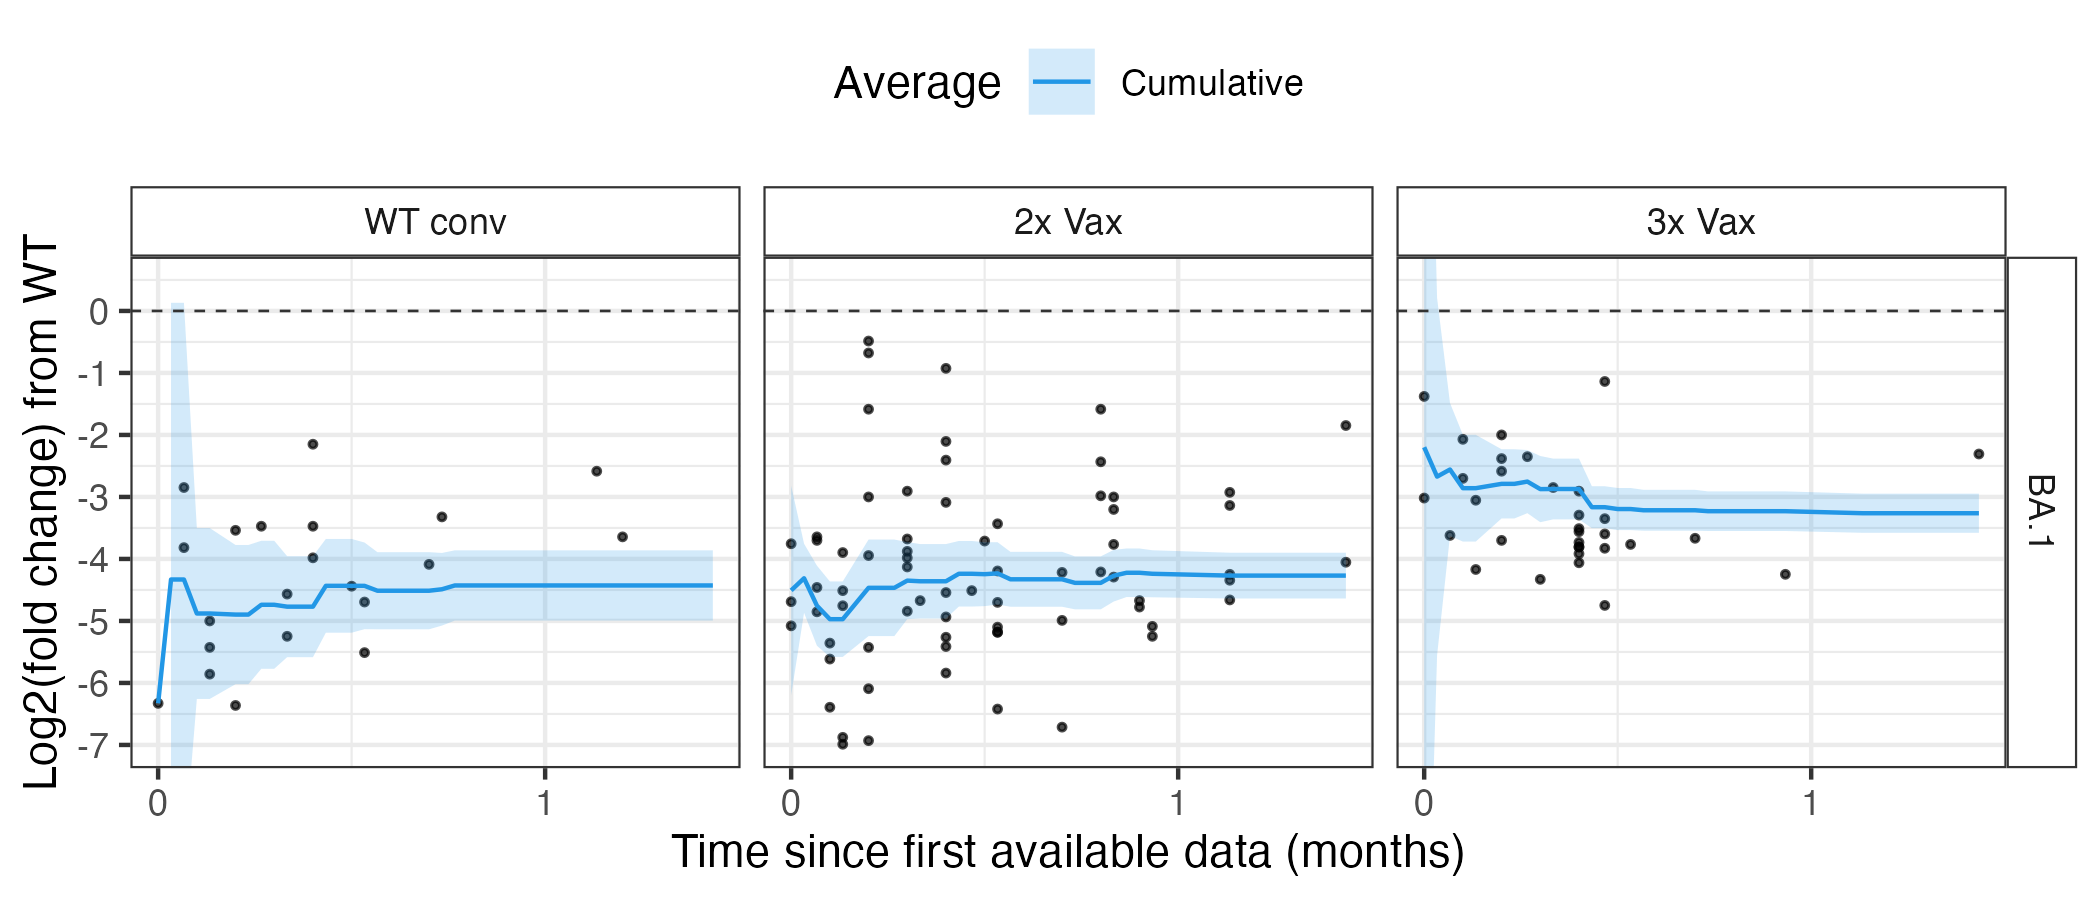 Average Cumulative
WT conv 2x Vax 3x Vax
Log2(fold change) from WT
0
-1
-2
-3
-4
-5
-6
-7
BA.1
0 1 0 1 0 1
Time since first available data (months)